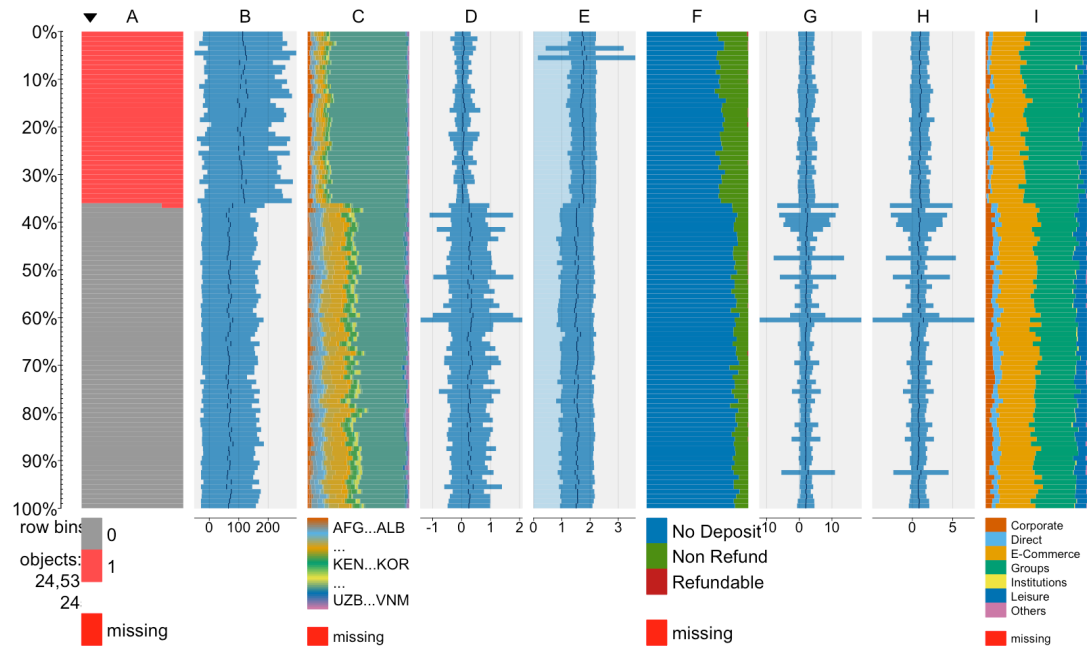 A B C D E F G H I
0%
10%
20%
30%
40%
50%
60%
70%
80%
90%
100%
0 100 200
-1 0 1 2
0 1 2 3
-10 0 10
0 5
row bins
0
1
objects:
24,53
24
missing
AFG...ALB
...
KEN...KOR
...
UZB...VNM
missing
No Deposit
Non Refund
Refundable
missing
Corporate
Direct
E-Commerce
Groups
Institutions
Leisure
Others
missing